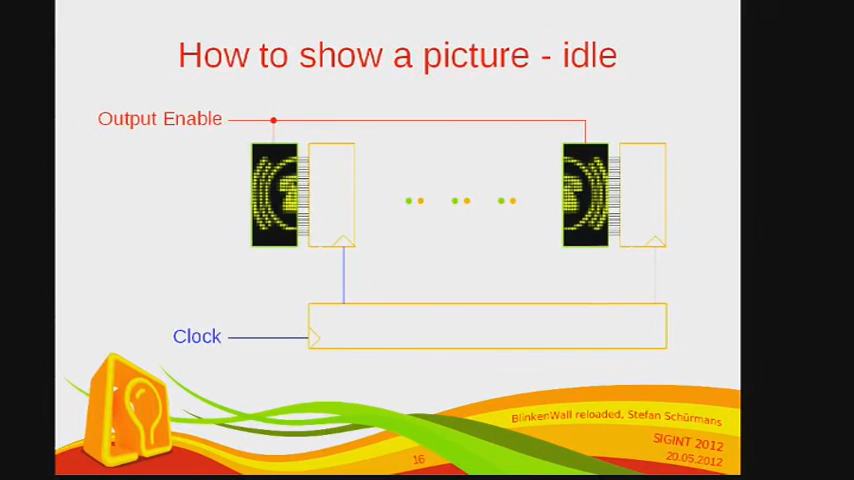 How to show a picture - idle
Output Enable
Clock
BlinkenWall reloaded, Stefan Schürmans
SIGINT 2012
16
20.05.2012